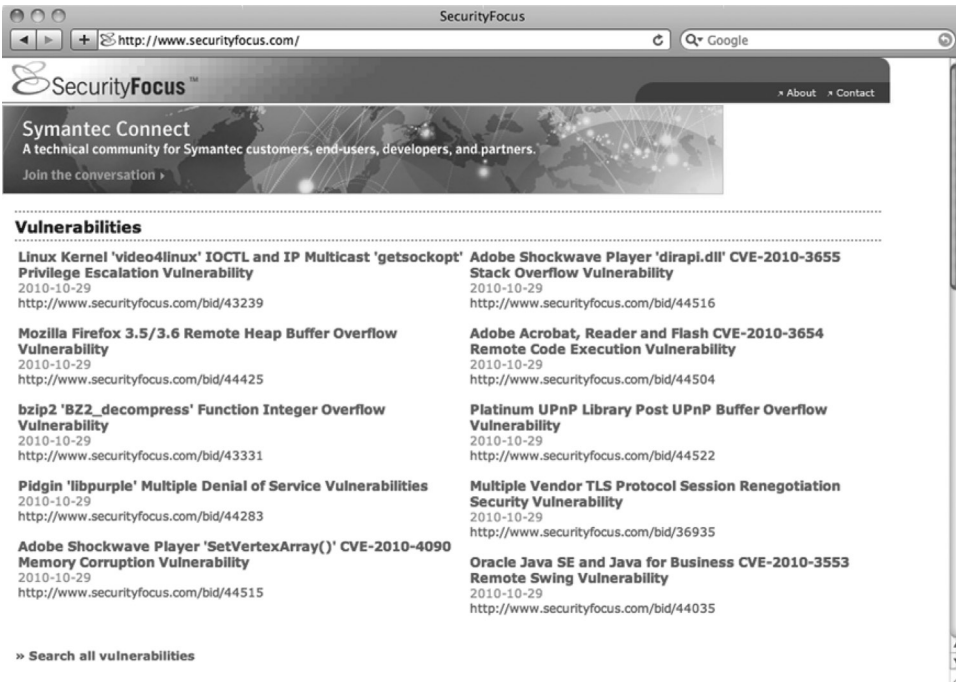 SecurityFocus
http://www.securityfocus.com/
Google
SecurityFocus™
About Contact
Symantec Connect
A technical community for Symantec customers, end-users, developers, and partners.
Join the conversation
Vulnerabilities
Linux Kernel 'video4linux' IOCTL and IP Multicast 'getsockopt'
Privilege Escalation Vulnerability
2010-10-29
http://www.securityfocus.com/bid/43239
Mozilla Firefox 3.5/3.6 Remote Heap Buffer Overflow
Vulnerability
2010-10-29
http://www.securityfocus.com/bid/44425
bzip2 'BZ2_decompress' Function Integer Overflow
Vulnerability
2010-10-29
http://www.securityfocus.com/bid/43331
Pidgin 'libpurple' Multiple Denial of Service Vulnerabilities
2010-10-29
http://www.securityfocus.com/bid/44283
Adobe Shockwave Player 'SetVertexArray()' CVE-2010-4090
Memory Corruption Vulnerability
2010-10-29
http://www.securityfocus.com/bid/44515
Adobe Shockwave Player 'dirapi.dll' CVE-2010-3655
Stack Overflow Vulnerability
2010-10-29
http://www.securityfocus.com/bid/44516
Adobe Acrobat, Reader and Flash CVE-2010-3654
Remote Code Execution Vulnerability
2010-10-29
http://www.securityfocus.com/bid/44504
Platinum UPnP Library Post UPnP Buffer Overflow
Vulnerability
2010-10-29
http://www.securityfocus.com/bid/44522
Multiple Vendor TLS Protocol Session Renegotiation
Security Vulnerability
2010-10-29
http://www.securityfocus.com/bid/36935
Oracle Java SE and Java for Business CVE-2010-3553
Remote Swing Vulnerability
2010-10-29
http://www.securityfocus.com/bid/44035
» Search all vulnerabilities